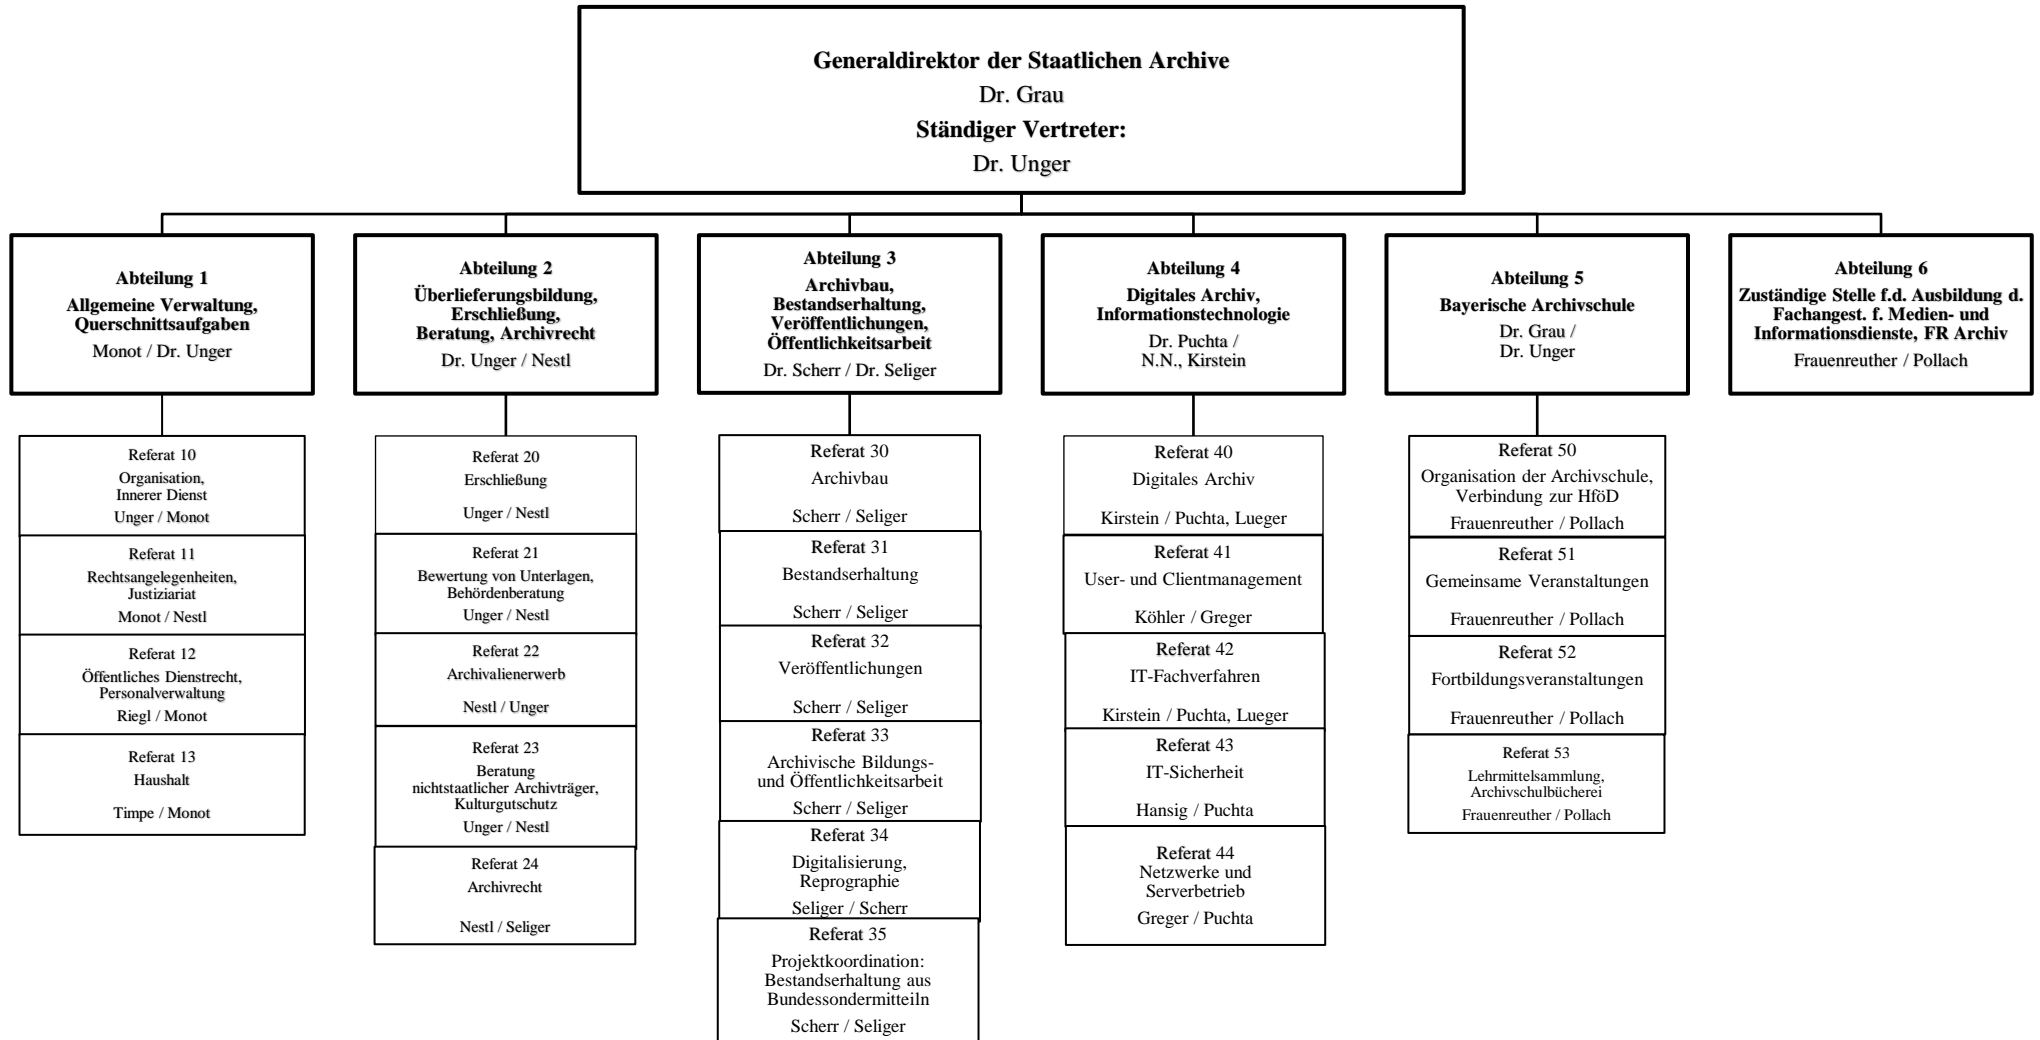 Generaldirektor der Staatlichen Archive
Dr. Grau
Ständiger Vertreter:
Dr. Unger
Abteilung 1
Allgemeine Verwaltung,
Querschnittsaufgaben
Monot / Dr. Unger
Abteilung 2
Überlieferungsbildung,
Erschließung,
Beratung, Archivrecht
Dr. Unger / Nestl
Abteilung 3
Archivbau,
Bestandserhaltung,
Veröffentlichungen,
Öffentlichkeitsarbeit
Dr. Scherr / Dr. Seliger
Abteilung 4
Digitales Archiv,
Informationstechnologie
Dr. Puchta /
N.N., Kirstein
Abteilung 5
Bayerische Archivschule
Dr. Grau /
Dr. Unger
Abteilung 6
Zuständige Stelle f.d. Ausbildung d.
Fachangest. f. Medien- und
Informationsdienste, FR Archiv
Frauenreuther / Pollach
Referat 10
Organisation,
Innerer Dienst
Unger / Monot
Referat 11
Rechtsangelegenheiten,
Justiziariat
Monot / Nestl
Referat 12
Öffentliches Dienstrecht,
Personalverwaltung
Riegl / Monot
Referat 13
Haushalt
Timpe / Monot
Referat 20
Erschließung
Unger / Nestl
Referat 21
Bewertung von Unterlagen,
Behördenberatung
Unger / Nestl
Referat 22
Archivalienerwerb
Nestl / Unger
Referat 23
Beratung
nichtstaatlicher Archivträger,
Kulturgutschutz
Unger / Nestl
Referat 24
Archivrecht
Nestl / Seliger
Referat 30
Archivbau
Scherr / Seliger
Referat 31
Bestandserhaltung
Scherr / Seliger
Referat 32
Veröffentlichungen
Scherr / Seliger
Referat 33
Archivische Bildungs-
und Öffentlichkeitsarbeit
Scherr / Seliger
Referat 34
Digitalisierung,
Reprographie
Seliger / Scherr
Referat 35
Projektkoordination:
Bestandserhaltung aus
Bundessondermitteiln
Scherr / Seliger
Referat 40
Digitales Archiv
Kirstein / Puchta, Lueger
Referat 41
User- und Clientmanagement
Köhler / Greger
Referat 42
IT-Fachverfahren
Kirstein / Puchta, Lueger
Referat 43
IT-Sicherheit
Hansig / Puchta
Referat 44
Netzwerke und
Serverbetrieb
Greger / Puchta
Referat 50
Organisation der Archivschule,
Verbindung zur HföD
Frauenreuther / Pollach
Referat 51
Gemeinsame Veranstaltungen
Frauenreuther / Pollach
Referat 52
Fortbildungsveranstaltungen
Frauenreuther / Pollach
Referat 53
Lehrmittelsammlung,
Archivschulbücherei
Frauenreuther / Pollach